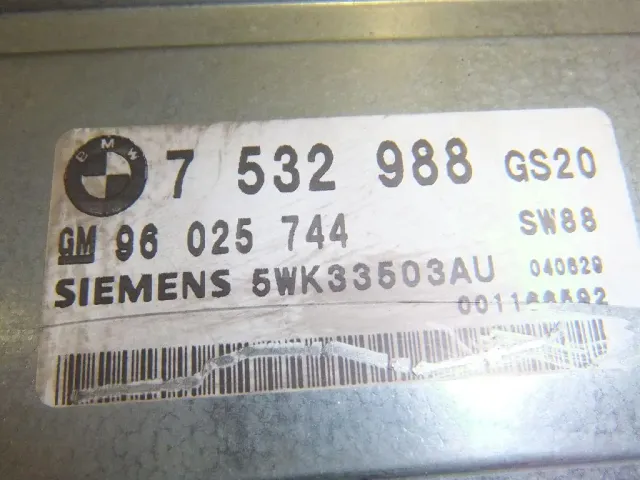 BMW 7 532 988 GS20
GM 96 025 744 SW88
SIEMENS 5WK33503AU 040629